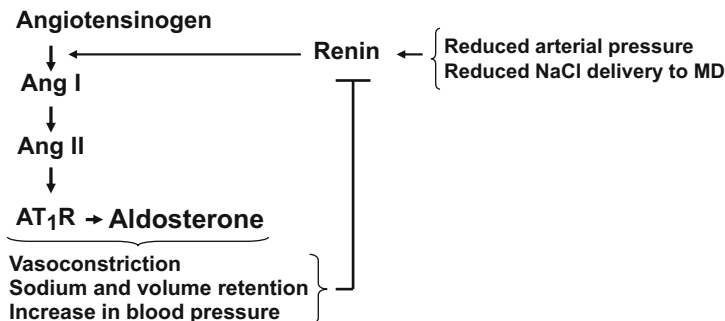 Angiotensinogen
Renin
Reduced arterial pressure
Reduced NaCl delivery to MD
Ang I
Ang II
AT₁R
Aldosterone
Vasoconstriction
Sodium and volume retention
Increase in blood pressure